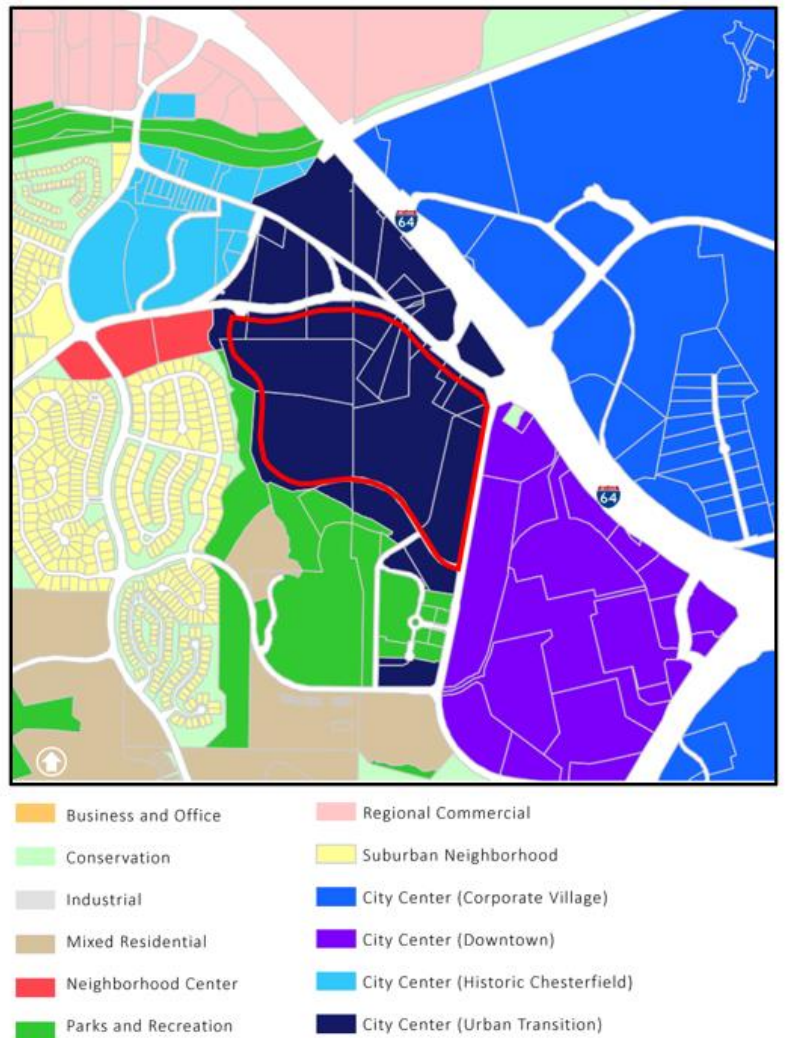 64
64
Business and Office
Conservation
Industrial
Mixed Residential
Neighborhood Center
Parks and Recreation
Regional Commercial
Suburban Neighborhood
City Center (Corporate Village)
City Center (Downtown)
City Center (Historic Chesterfield)
City Center (Urban Transition)